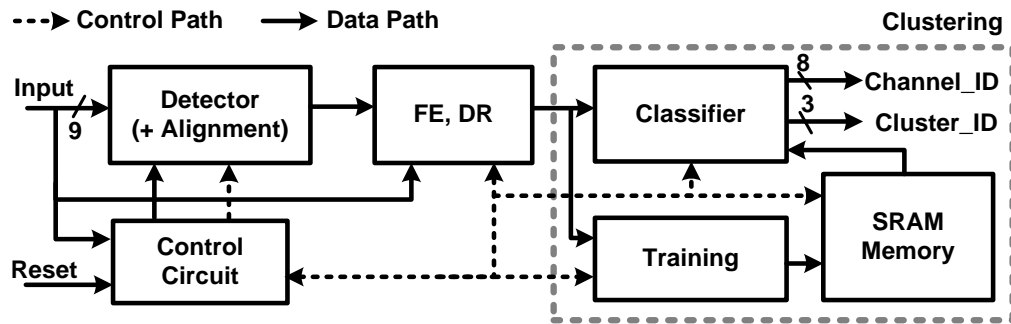 Control Path
Data Path
Clustering
Input
9
Detector
(+ Alignment)
FE, DR
Classifier
8
Channel_ID
3
Cluster_ID
Reset
Control
Circuit
Training
SRAM
Memory